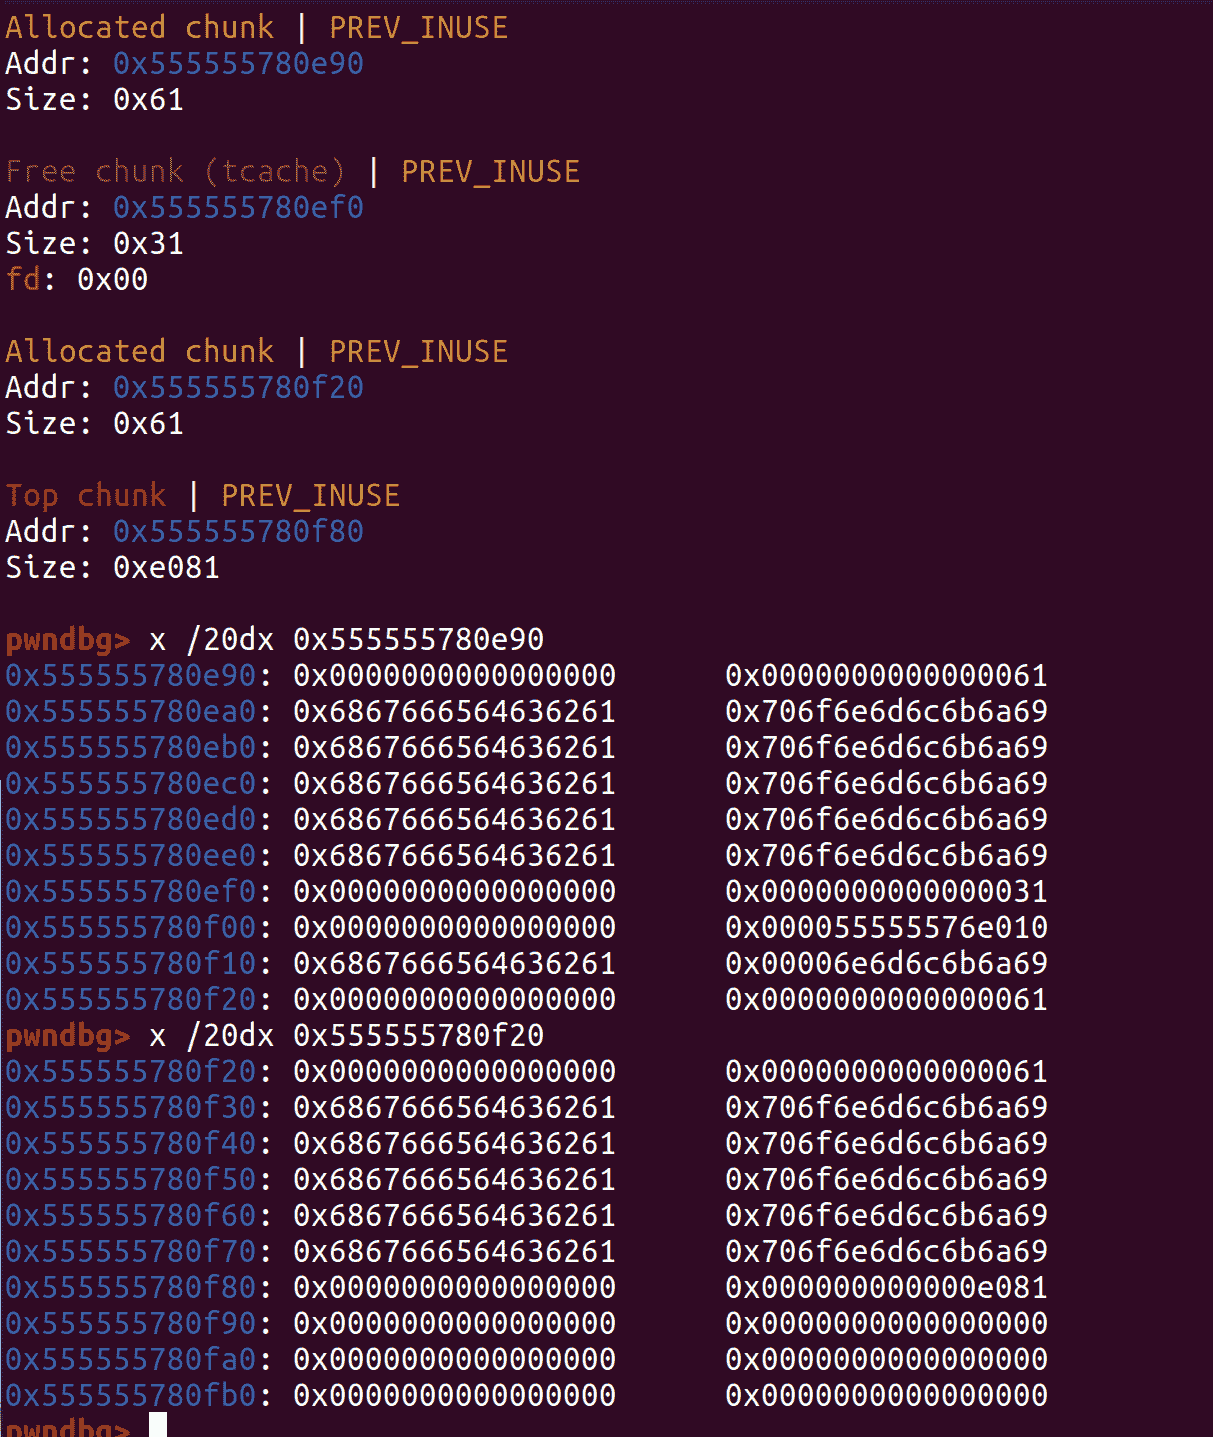 Allocated chunk | PREV_INUSE
Addr: 0x555555780e90
Size: 0x61
Free chunk (tcache) | PREV_INUSE
Addr: 0x555555780ef0
Size: 0x31
fd: 0x00
Allocated chunk | PREV_INUSE
Addr: 0x555555780f20
Size: 0x61
Top chunk | PREV_INUSE
Addr: 0x555555780f80
Size: 0xe081
pwndbg> x /20dx 0x555555780e90
0x555555780e90: 0x0000000000000000 0x0000000000000061
0x555555780ea0: 0x6867666564636261 0x706f6e6d6c6b6a69
0x555555780eb0: 0x6867666564636261 0x706f6e6d6c6b6a69
0x555555780ec0: 0x6867666564636261 0x706f6e6d6c6b6a69
0x555555780ed0: 0x6867666564636261 0x706f6e6d6c6b6a69
0x555555780ee0: 0x6867666564636261 0x706f6e6d6c6b6a69
0x555555780ef0: 0x0000000000000000 0x0000000000000031
0x555555780f00: 0x0000000000000000 0x000055555576e010
0x555555780f10: 0x6867666564636261 0x00006e6d6c6b6a69
0x555555780f20: 0x0000000000000000 0x0000000000000061
pwndbg> x /20dx 0x555555780f20
0x555555780f20: 0x0000000000000000 0x0000000000000061
0x555555780f30: 0x6867666564636261 0x706f6e6d6c6b6a69
0x555555780f40: 0x6867666564636261 0x706f6e6d6c6b6a69
0x555555780f50: 0x6867666564636261 0x706f6e6d6c6b6a69
0x555555780f60: 0x6867666564636261 0x706f6e6d6c6b6a69
0x555555780f70: 0x6867666564636261 0x706f6e6d6c6b6a69
0x555555780f80: 0x0000000000000000 0x000000000000e081
0x555555780f90: 0x0000000000000000 0x0000000000000000
0x555555780fa0: 0x0000000000000000 0x0000000000000000
0x555555780fb0: 0x0000000000000000 0x0000000000000000
pwndbg>